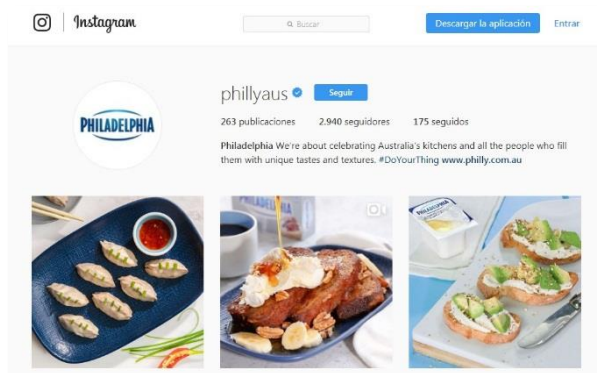 Instagram
Buscar
Descargar la aplicación Entrar
phillyaus Seguir
PHILADELPHIA
263 publicaciones 2.940 seguidores 175 seguidos
Philadelphia We're about celebrating Australia's kitchens and all the people who fill
them with unique tastes and textures. #DoYourThing www.philly.com.au
PHILADELPHIA